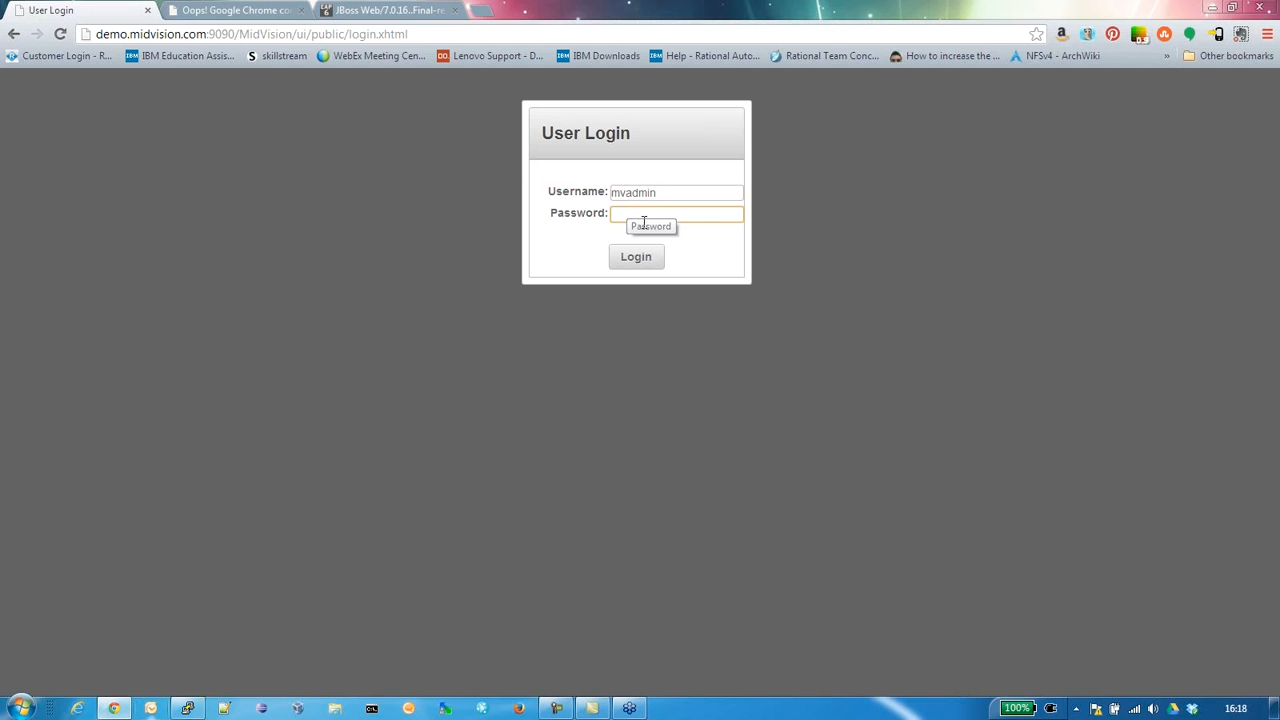 User Login
Oops! Google Chrome co
JBoss Web/7.0.16..Final-re
demo.midvision.com:9090/MidVision/ui/public/login.xhtml
Customer Login - R...
IBM Education Assis...
skillstream
WebEx Meeting Cen...
Lenovo Support - D...
IBM Downloads
Help - Rational Auto...
Rational Team Conc...
How to increase the ...
NFSv4 - ArchWiki
»
Other bookmarks
User Login
Username: mvadmin
Password:
Password
Login
100%
16:18